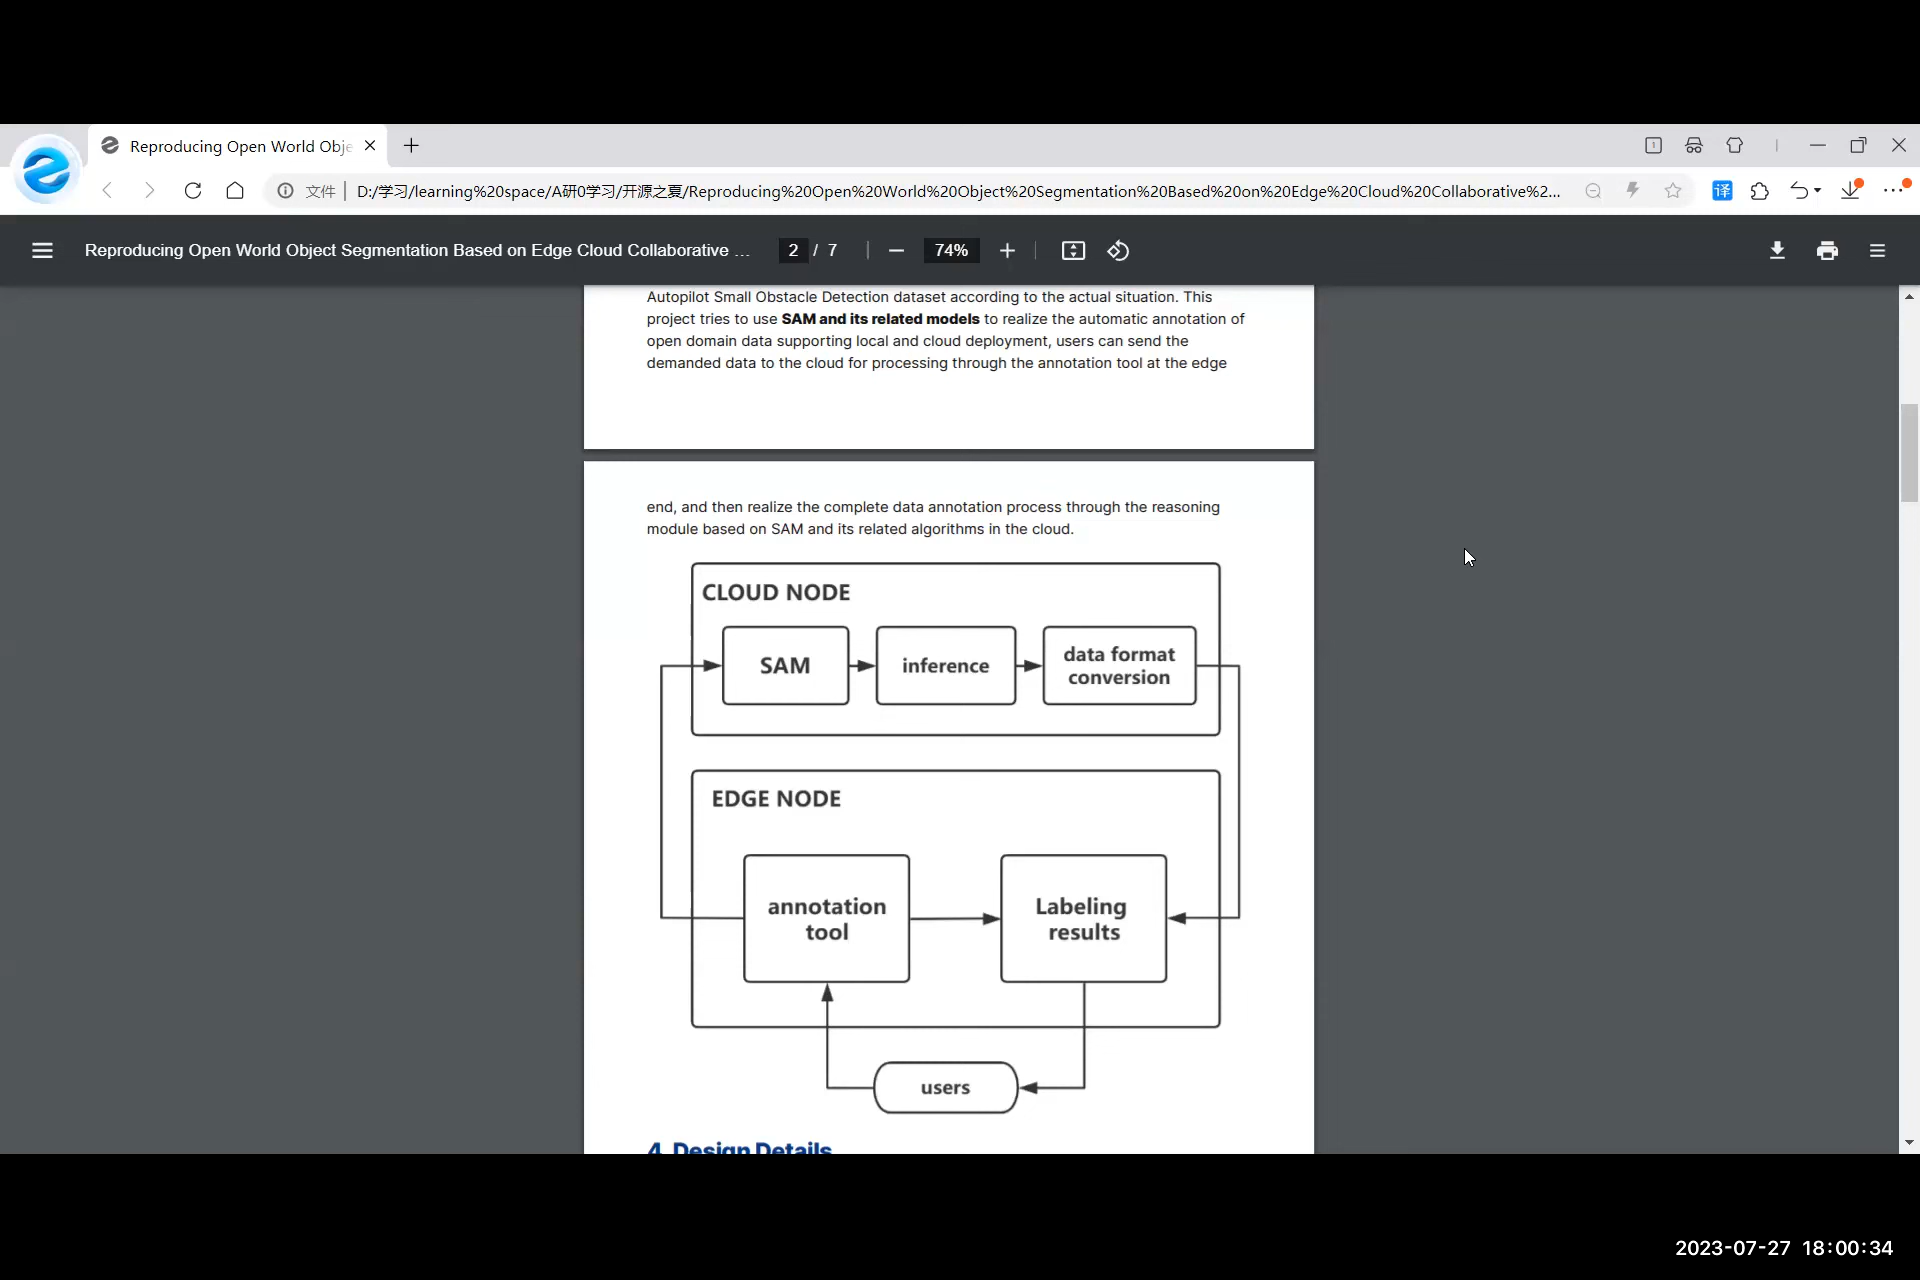 Reproducing Open World Obje
文件
D:/学习/learning%20space/A研0学习/开源之夏/Reproducing%20Open%20World%20Object%20Segmentation%20Based%20on%20Edge%20Cloud%20Collaborative%2...
译
Reproducing Open World Object Segmentation Based on Edge Cloud Collaborative ...
2 / 7
74%
Autopilot Small Obstacle Detection dataset according to the actual situation. This
project tries to use SAM and its related models to realize the automatic annotation of
open domain data supporting local and cloud deployment, users can send the
demanded data to the cloud for processing through the annotation tool at the edge
end, and then realize the complete data annotation process through the reasoning
module based on SAM and its related algorithms in the cloud.
CLOUD NODE
SAM
inference
data format
conversion
EDGE NODE
annotation
tool
Labeling
results
users
4. Design Details
2023-07-27 18:00:34